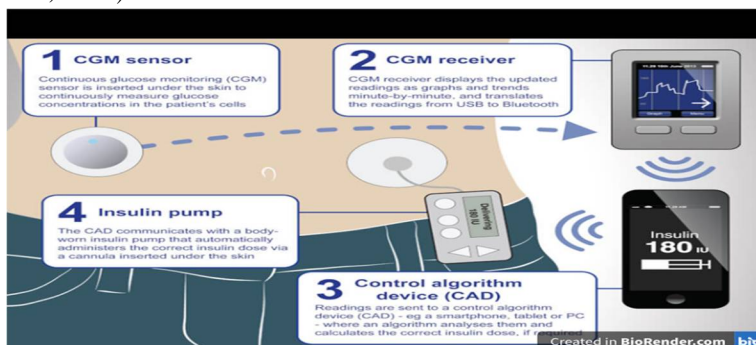 1 CGM sensor
Continuous glucose monitoring (CGM)
sensor is inserted under the skin to
continuously measure glucose
concentrations in the patient's cells
2 CGM receiver
CGM receiver displays the updated
readings as graphs and trends
minute-by-minute, and translates
the readings from USB to Bluetooth
4 Insulin pump
The CAD communicates with a body-
worn insulin pump that automatically
administers the correct insulin dose via
a cannula inserted under the skin
Delivering
180 IU
Insulin
180 IU
3 Control algorithm
device (CAD)
Readings are sent to a control algorithm
device (CAD) - eg a smartphone, tablet or PC
- where an algorithm analyses them and
calculates the correct insulin dose, if required
Created in BioRender.com